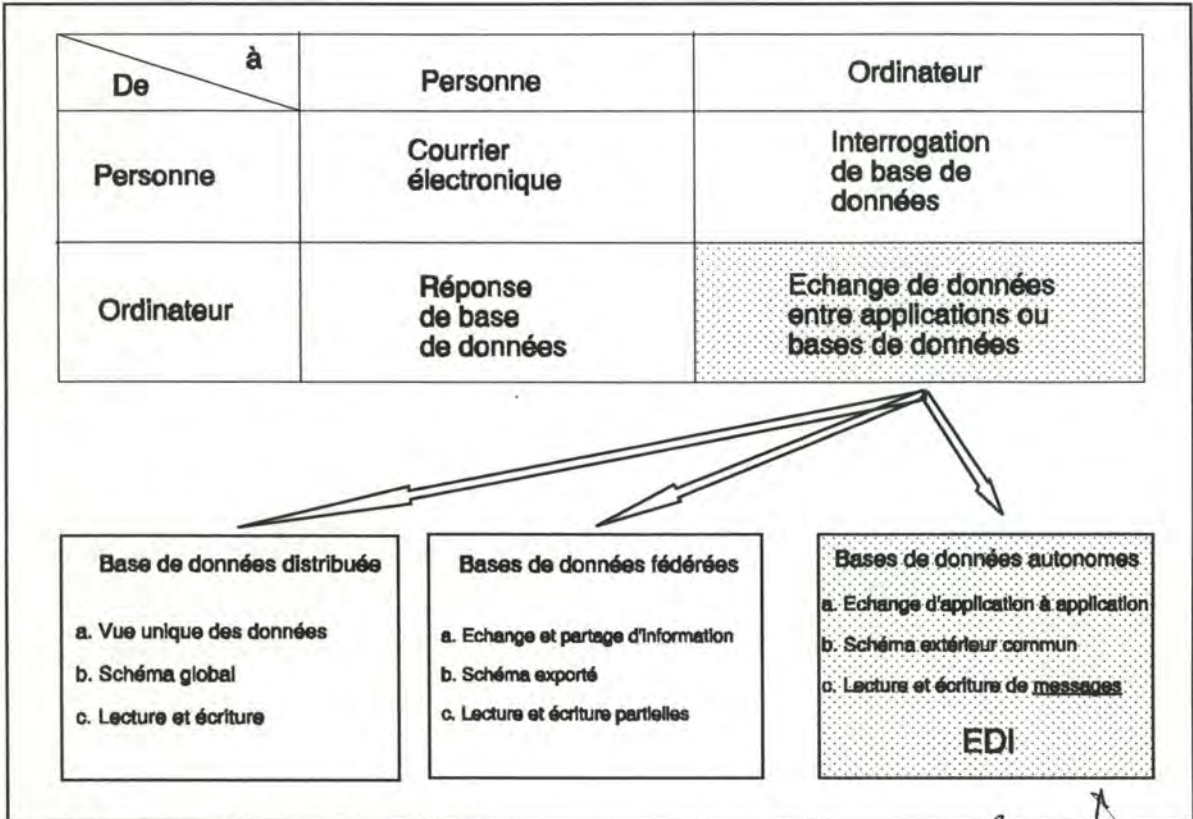 à
De
Personne
Ordinateur
Personne
Courrier
électronique
Interrogation
de base de
données
Ordinateur
Réponse
de base
de données
Echange de données
entre applications ou
bases de données
Base de données distribuée
a. Vue unique des données
b. Schéma global
c. Lecture et écriture
Bases de données fédérées
a. Echange et partage d'information
b. Schéma exporté
c. Lecture et écriture partielles
Bases de données autonomes
a. Echange d'application à application
b. Schéma extérieur commun
c. Lecture et écriture de messages
EDI